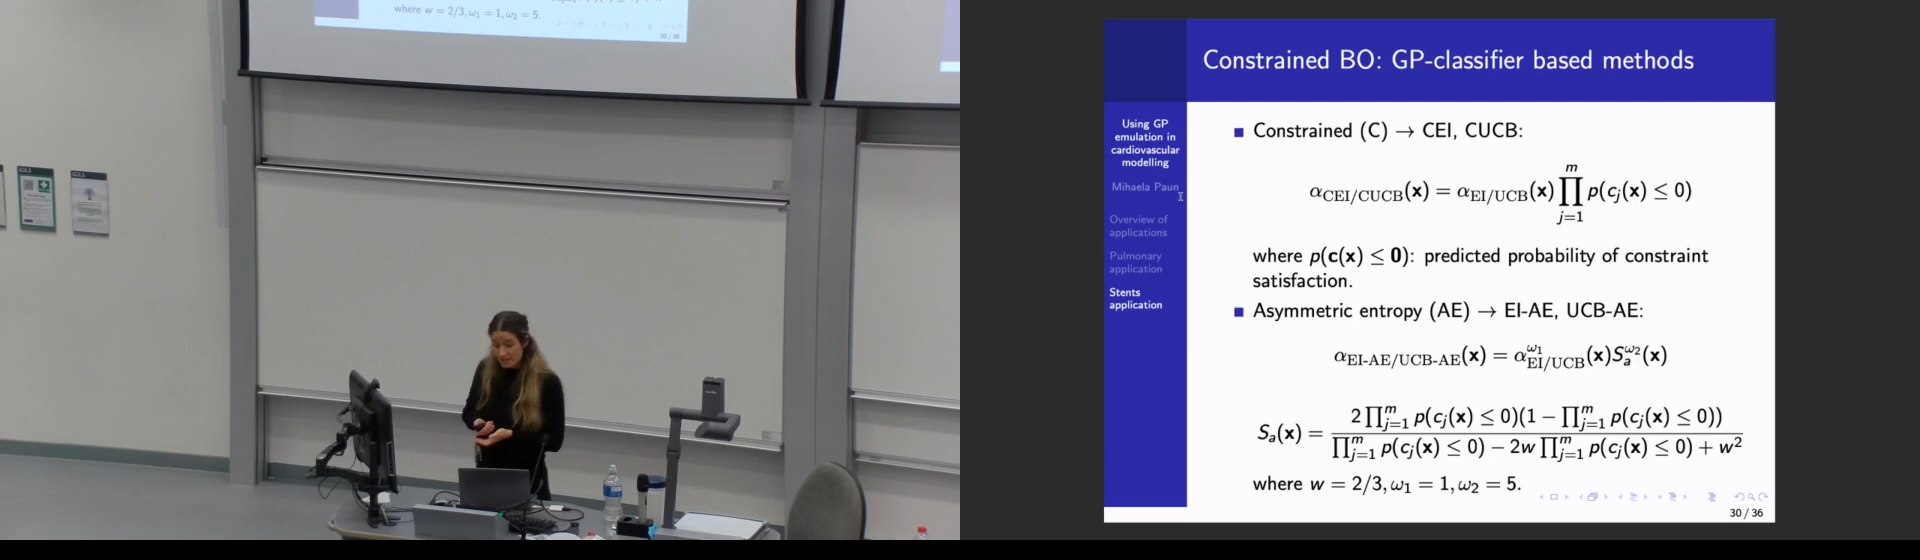 where w = 2/3, ω₁ = 1, ω₂ = 5.
30 / 36
Constrained BO: GP-classifier based methods
Using GP
emulation in
cardiovascular
modelling
Mihaela Paun
Overview of
applications
Pulmonary
application
Stents
application
■ Constrained (C) → CEI, CUCB:
α_CEI/CUCB(x) = α_EI/UCB(x) ∏_{j=1}^{m} p(c_j(x) ≤ 0)
where p(c(x) ≤ 0): predicted probability of constraint
satisfaction.
■ Asymmetric entropy (AE) → EI-AE, UCB-AE:
α_EI-AE/UCB-AE(x) = α_EI/UCB^{ω₁}(x)S_a^{ω₂}(x)
S_a(x) = 2 ∏_{j=1}^{m} p(c_j(x) ≤ 0)(1 − ∏_{j=1}^{m} p(c_j(x) ≤ 0)) / ∏_{j=1}^{m} p(c_j(x) ≤ 0) − 2w ∏_{j=1}^{m} p(c_j(x) ≤ 0) + w²
where w = 2/3, ω₁ = 1, ω₂ = 5.
30 / 36